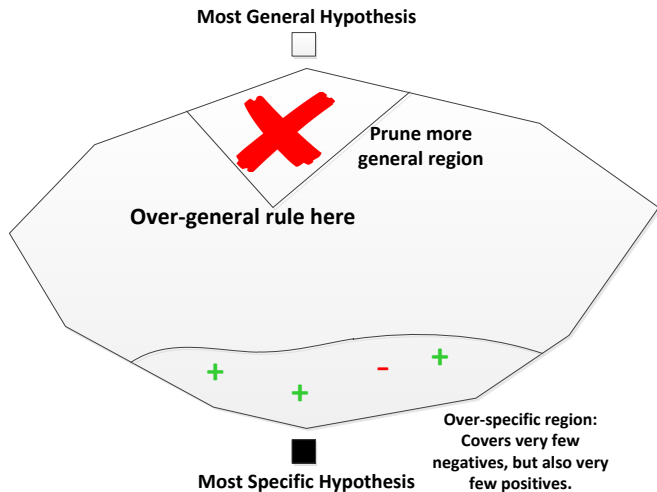 Most General Hypothesis
Prune more
general region
Over-general rule here
+
+
-
+
Over-specific region:
Covers very few
negatives, but also very
few positives.
Most Specific Hypothesis